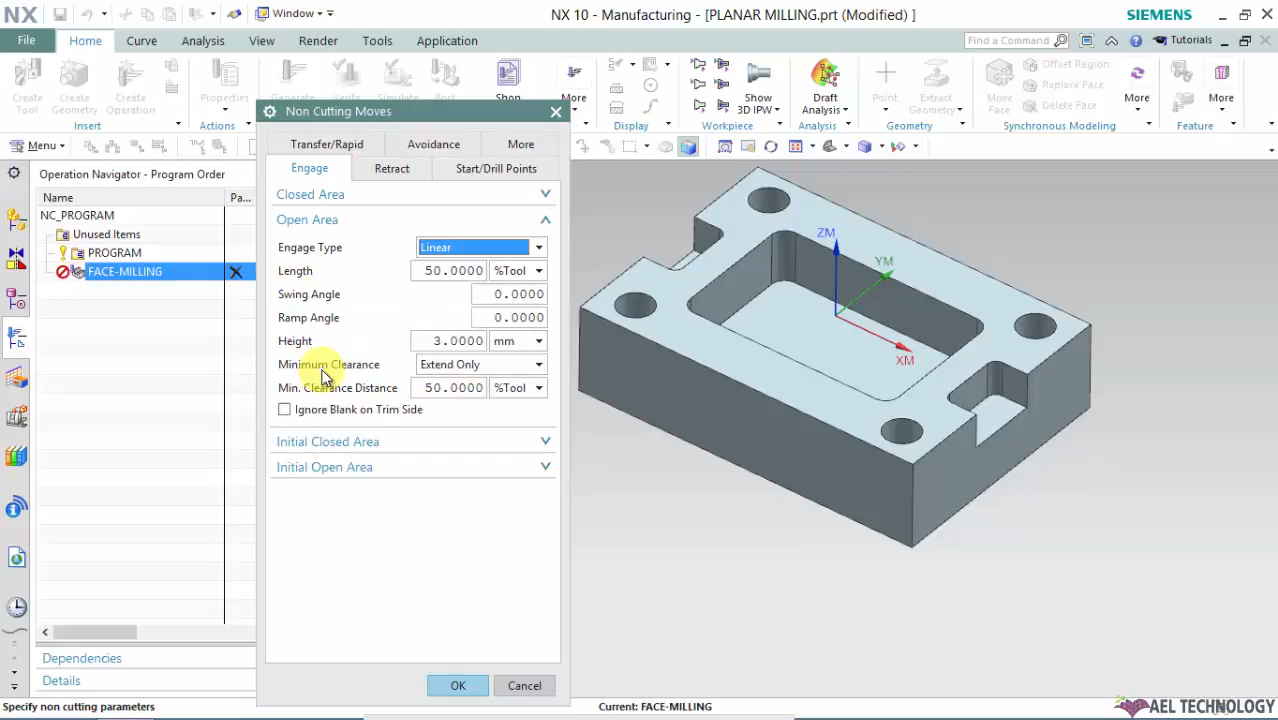 NX
Window
NX 10 - Manufacturing - [PLANAR MILLING.prt (Modified) ]
SIEMENS
File
Home
Curve
Analysis
View
Render
Tools
Application
Find a Command
Tutorials
Create
Tool
Create
Geometry
Create
Operation
Properties
Generate
Verify
Simulate
Post
Shop
More
Show
3D IPW
Draft
Analysis
Point
Extract
Geometry
Move
Face
Offset Region
Replace Face
Delete Face
More
More
Insert
Actions
Display
Workpiece
Analysis
Geometry
Synchronous Modeling
Feature
Menu
Operation Navigator - Program Order
Name
Pa...
NC_PROGRAM
Unused Items
PROGRAM
FACE-MILLING
Dependencies
Details
Non Cutting Moves
Transfer/Rapid
Avoidance
More
Engage
Retract
Start/Drill Points
Closed Area
Open Area
Engage Type
Linear
Length
50.0000
%Tool
Swing Angle
0.0000
Ramp Angle
0.0000
Height
3.0000
mm
Minimum Clearance
Extend Only
Min. Clearance Distance
50.0000
%Tool
Ignore Blank on Trim Side
Initial Closed Area
Initial Open Area
OK
Cancel
ZM
YM
XM
Specify non cutting parameters
Current: FACE-MILLING
AEL TECHNOLOGY